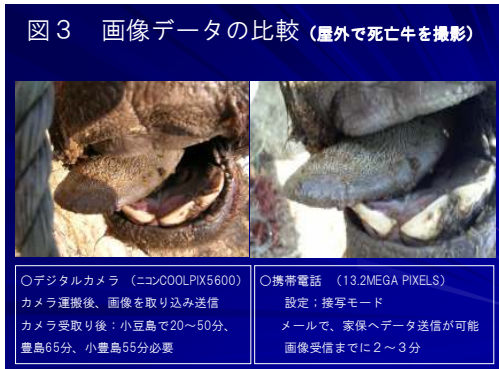 図３　画像データの比較（屋外で死亡牛を撮影）
○デジタルカメラ （ﾆｺﾝCOOLPIX5600）
カメラ運搬後、画像を取り込み送信
カメラ受取り後：小豆島で20～50分、
豊島65分、小豊島55分必要
○携帯電話 （13.2MEGA PIXELS）
設定；接写モード
メールで、家保へデータ送信が可能
画像受信までに２～３分